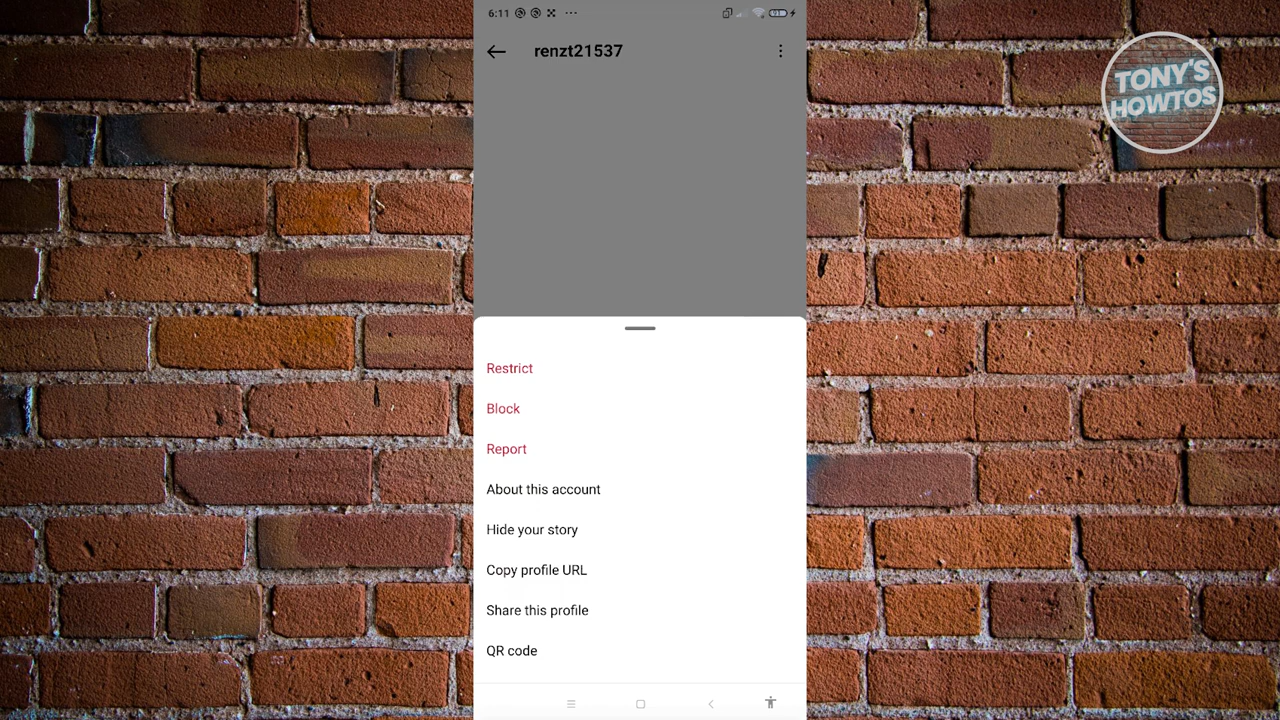 6:11
91
renzt21537
TONY'S
HOWTOS
Restrict
Block
Report
About this account
Hide your story
Copy profile URL
Share this profile
QR code